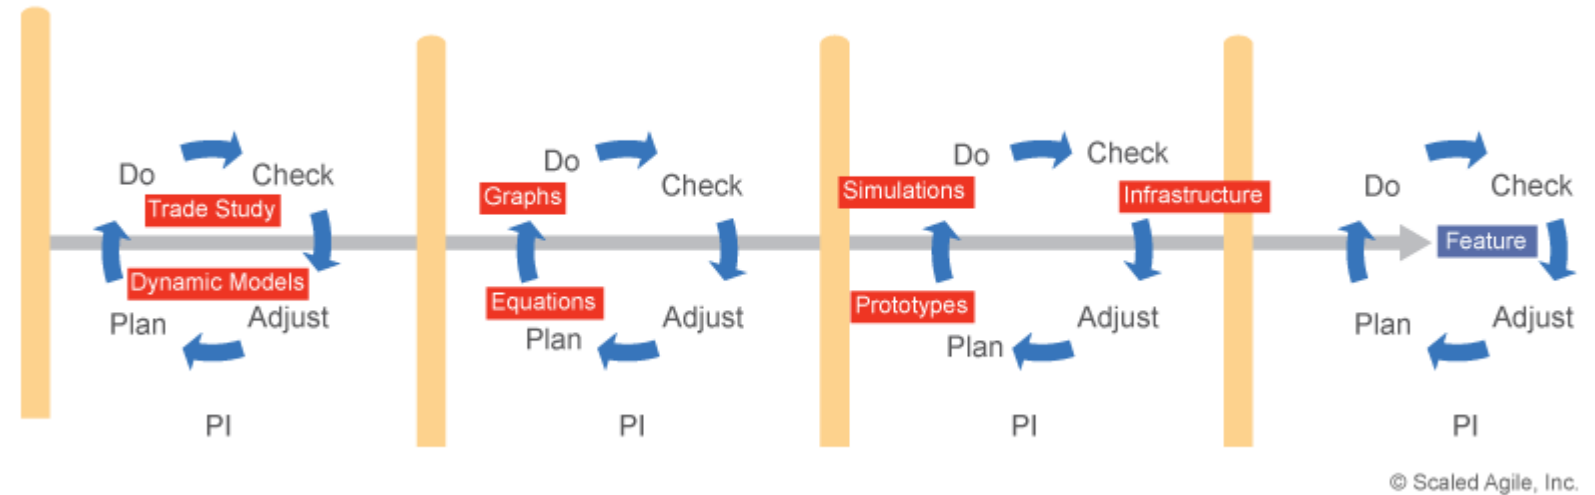 Do
Check
Trade Study
Dynamic Models
Plan
Adjust
PI
Do
Check
Graphs
Equations
Plan
Adjust
PI
Do
Check
Simulations
Infrastructure
Prototypes
Plan
Adjust
PI
Do
Check
Feature
Plan
Adjust
PI
© Scaled Agile, Inc.